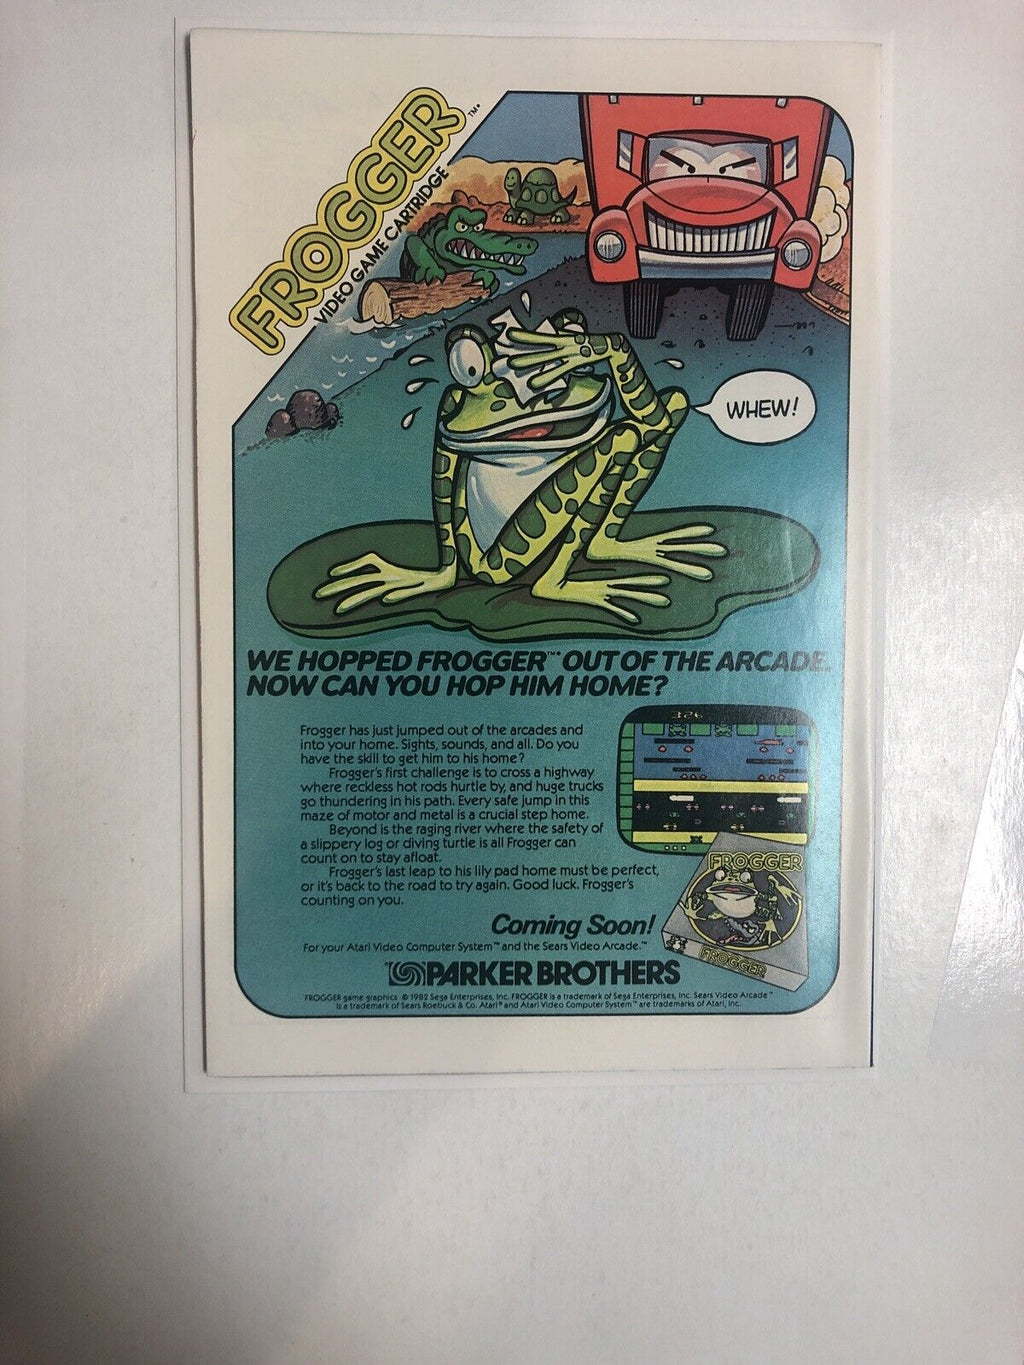 FROGGER™•
VIDEO GAME CARTRIDGE
WHEW!
WE HOPPED FROGGER™• OUT OF THE ARCADE.
NOW CAN YOU HOP HIM HOME?
Frogger has just jumped out of the arcades and
into your home. Sights, sounds, and all. Do you
have the skill to get him to his home?
Frogger's first challenge is to cross a highway
where reckless hot rods hurtle by, and huge trucks
go thundering in his path. Every safe jump in this
maze of motor and metal is a crucial step home.
Beyond is the raging river where the safety of
a slippery log or diving turtle is all Frogger can
count on to stay afloat.
Frogger's last leap to his lily pad home must be perfect,
or it's back to the road to try again. Good luck. Frogger's
counting on you.
326
FROGGER
FROGGER
Coming Soon!
For your Atari Video Computer System™ and the Sears Video Arcade.™
PARKER BROTHERS
FROGGER game graphics © 1982 Sega Enterprises, Inc. FROGGER is a trademark of Sega Enterprises, Inc. Sears Video Arcade™
is a trademark of Sears Roebuck & Co. Atari® and Atari Video Computer System™ are trademarks of Atari, Inc.